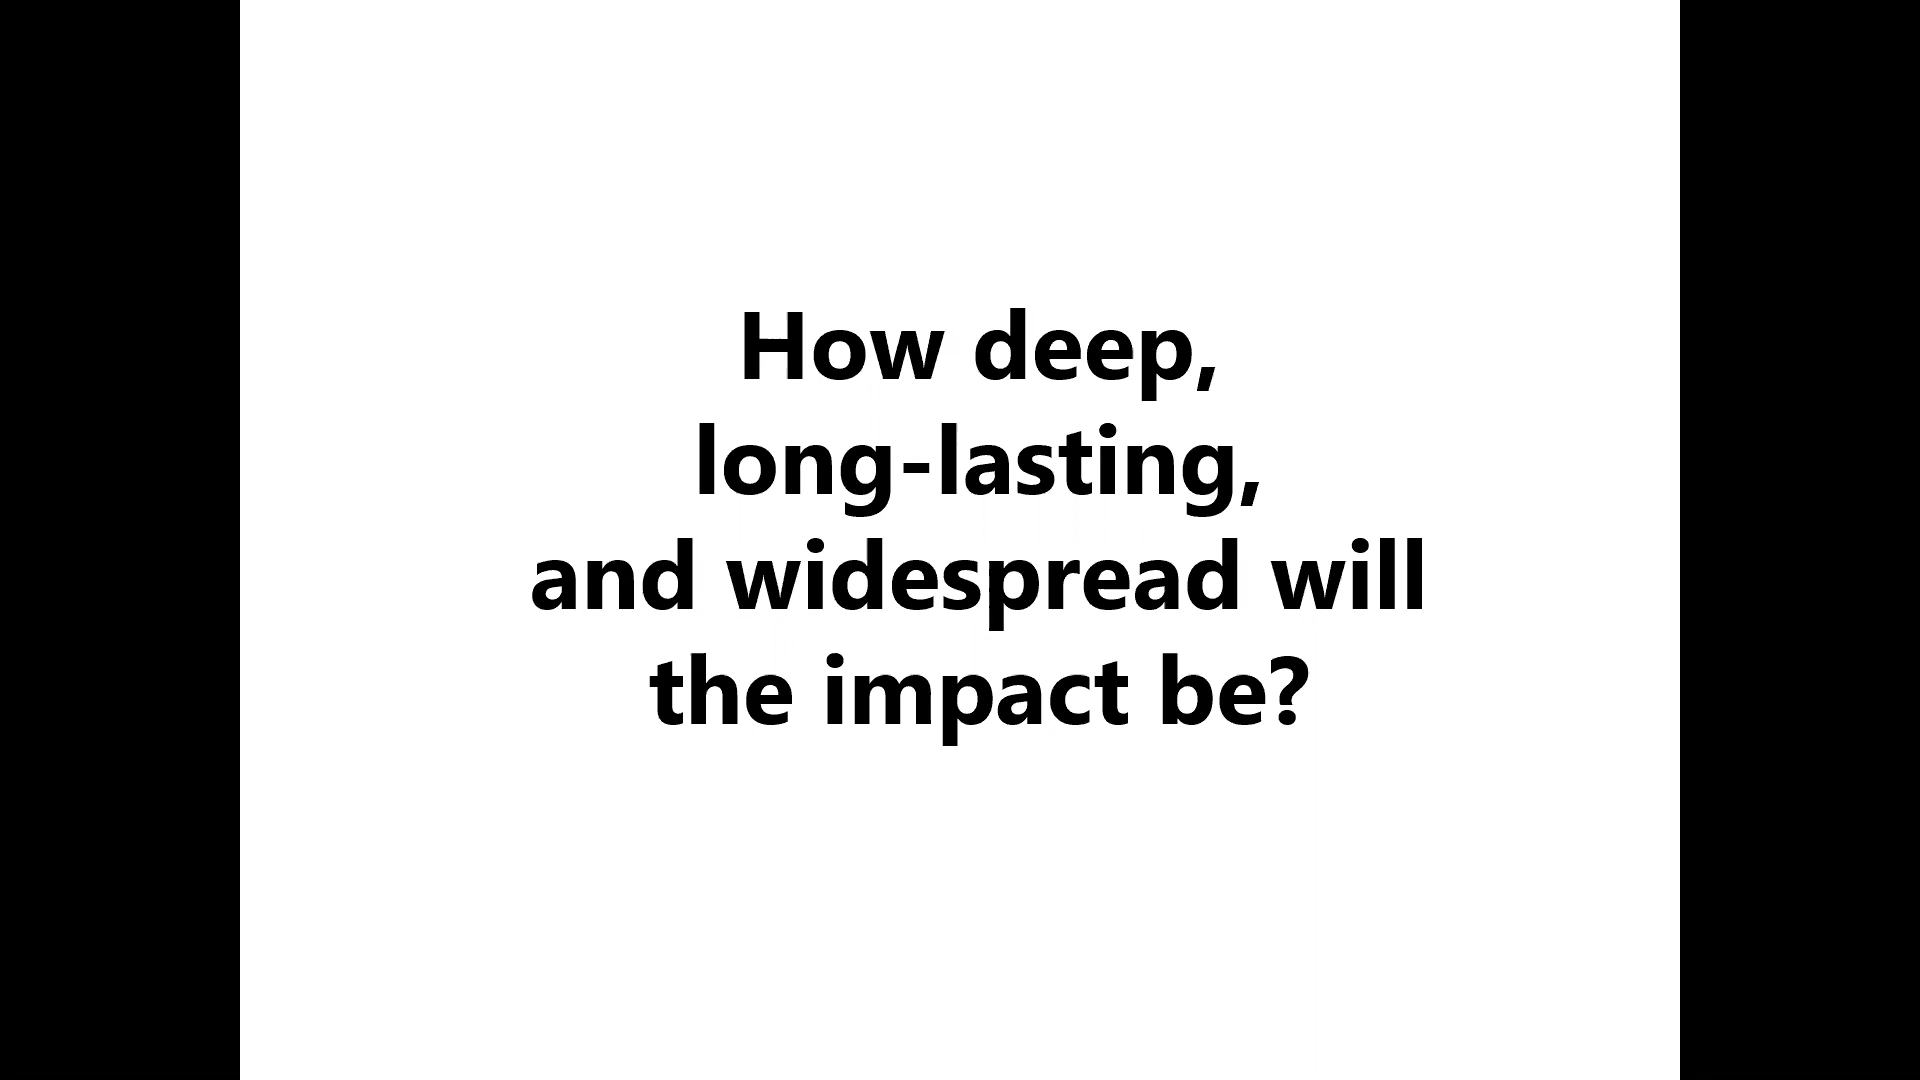 How deep,
long-lasting,
and widespread will
the impact be?